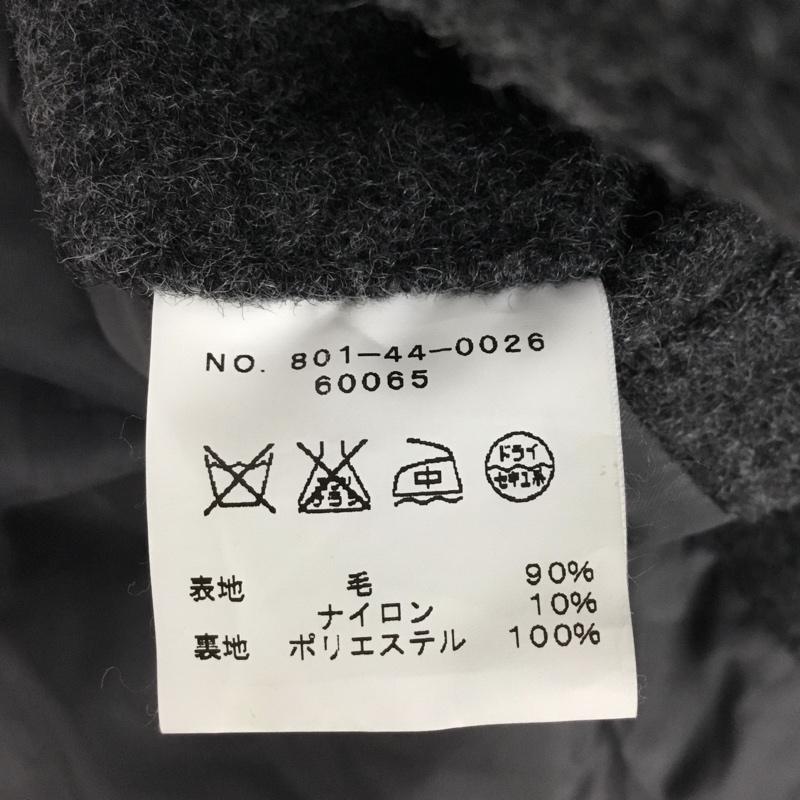 NO. 801-44-0026
60065
中
ドライ
セキユ系
表地 毛 90%
ナイロン 10%
裏地 ポリエステル 100%